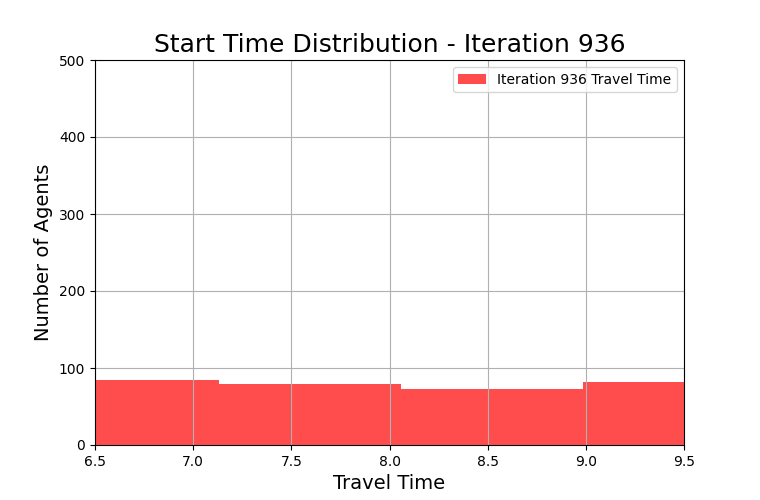 Start Time Distribution - Iteration 936
Iteration 936 Travel Time
Number of Agents
500
400
300
200
100
0
6.5 7.0 7.5 8.0 8.5 9.0 9.5
Travel Time